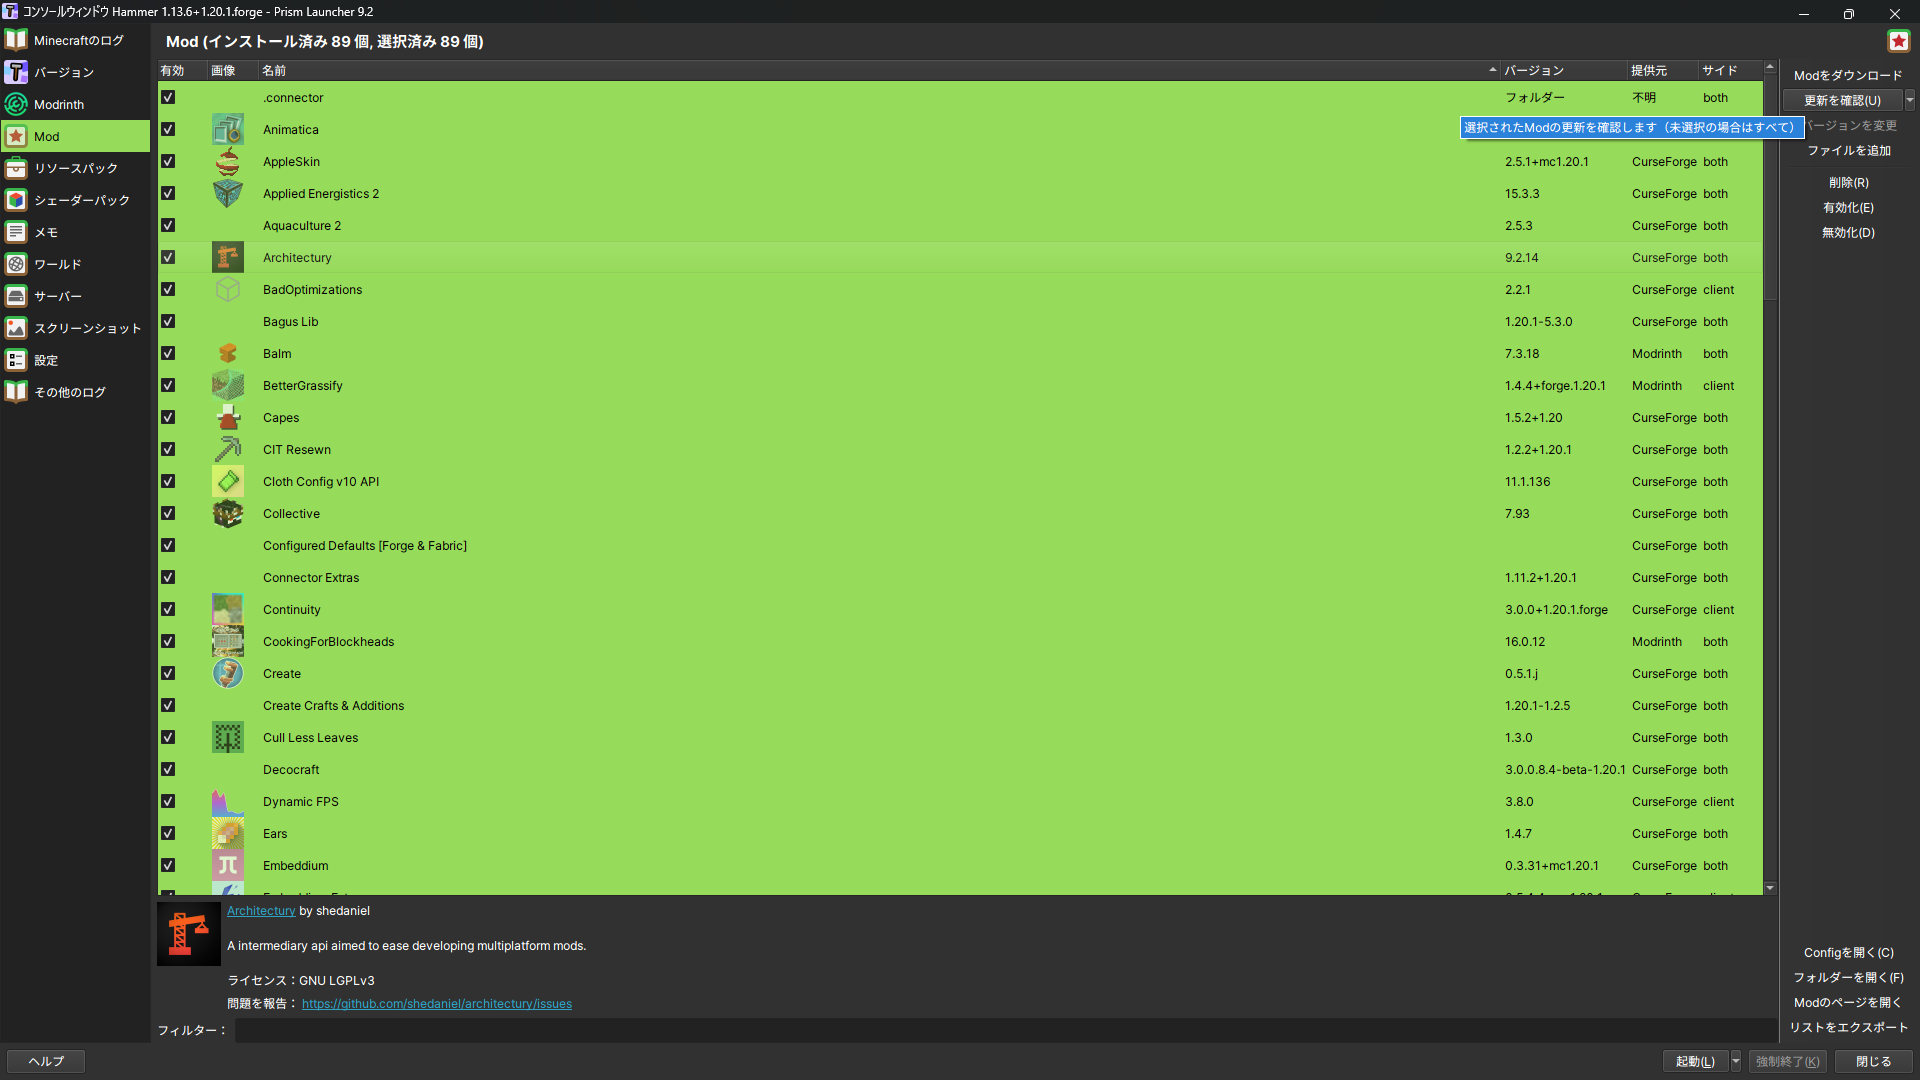 コンソールウィンドウ Hammer 1.13.6+1.20.1.forge - Prism Launcher 9.2
Minecraftのログ
バージョン
Modrinth
Mod
リソースパック
シェーダーパック
メモ
ワールド
サーバー
スクリーンショット
設定
その他のログ
Mod (インストール済み 89 個, 選択済み 89 個)
有効 画像 名前 バージョン 提供元 サイド
.connector フォルダー 不明 both
Animatica
AppleSkin 2.5.1+mc1.20.1 CurseForge both
Applied Energistics 2 15.3.3 CurseForge both
Aquaculture 2 2.5.3 CurseForge both
Architectury 9.2.14 CurseForge both
BadOptimizations 2.2.1 CurseForge client
Bagus Lib 1.20.1-5.3.0 CurseForge both
Balm 7.3.18 Modrinth both
BetterGrassify 1.4.4+forge.1.20.1 Modrinth client
Capes 1.5.2+1.20 CurseForge both
CIT Resewn 1.2.2+1.20.1 CurseForge both
Cloth Config v10 API 11.1.136 CurseForge both
Collective 7.93 CurseForge both
Configured Defaults [Forge & Fabric] CurseForge both
Connector Extras 1.11.2+1.20.1 CurseForge both
Continuity 3.0.0+1.20.1.forge CurseForge client
CookingForBlockheads 16.0.12 Modrinth both
Create 0.5.1.j CurseForge both
Create Crafts & Additions 1.20.1-1.2.5 CurseForge both
Cull Less Leaves 1.3.0 CurseForge both
Decocraft 3.0.0.8.4-beta-1.20.1 CurseForge both
Dynamic FPS 3.8.0 CurseForge client
Ears 1.4.7 CurseForge both
Embeddium 0.3.31+mc1.20.1 CurseForge both
Architectury by shedaniel
A intermediary api aimed to ease developing multiplatform mods.
ライセンス：GNU LGPLv3
問題を報告： https://github.com/shedaniel/architectury/issues
フィルター：
Modをダウンロード
更新を確認(U)
選択されたModの更新を確認します（未選択の場合はすべて）
バージョンを変更
ファイルを追加
削除(R)
有効化(E)
無効化(D)
Configを開く(C)
フォルダーを開く(F)
Modのページを開く
リストをエクスポート
ヘルプ
起動(L)
強制終了(K)
閉じる